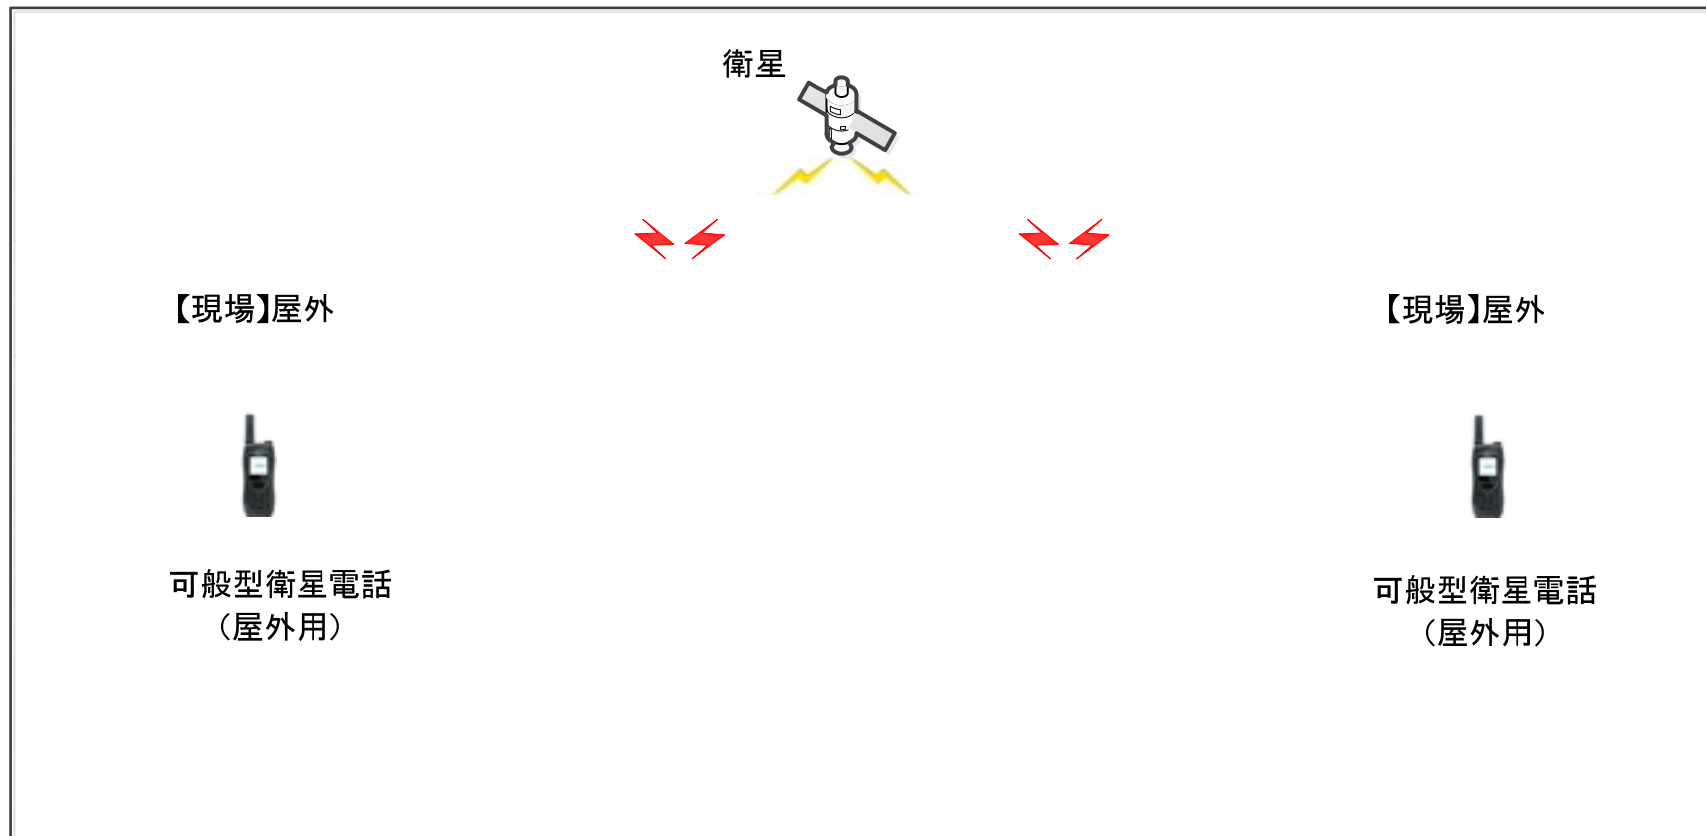 衛星
【現場】屋外
【現場】屋外
可般型衛星電話
（屋外用）
可般型衛星電話
（屋外用）